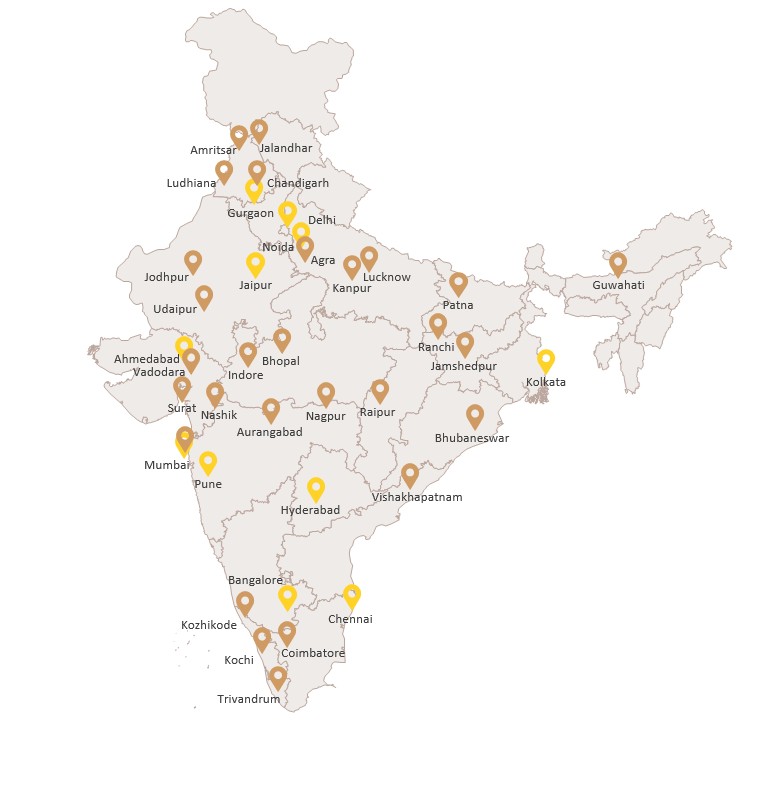 Amritsar
Jalandhar
Ludhiana
Chandigarh
Gurgaon
Delhi
Noida
Agra
Jodhpur
Jaipur
Kanpur
Lucknow
Guwahati
Udaipur
Patna
Ranchi
Ahmedabad
Bhopal
Jamshedpur
Vadodara
Indore
Kolkata
Surat
Nashik
Nagpur
Raipur
Aurangabad
Bhubaneswar
Mumbai
Pune
Vishakhapatnam
Hyderabad
Bangalore
Chennai
Kozhikode
Coimbatore
Kochi
Trivandrum